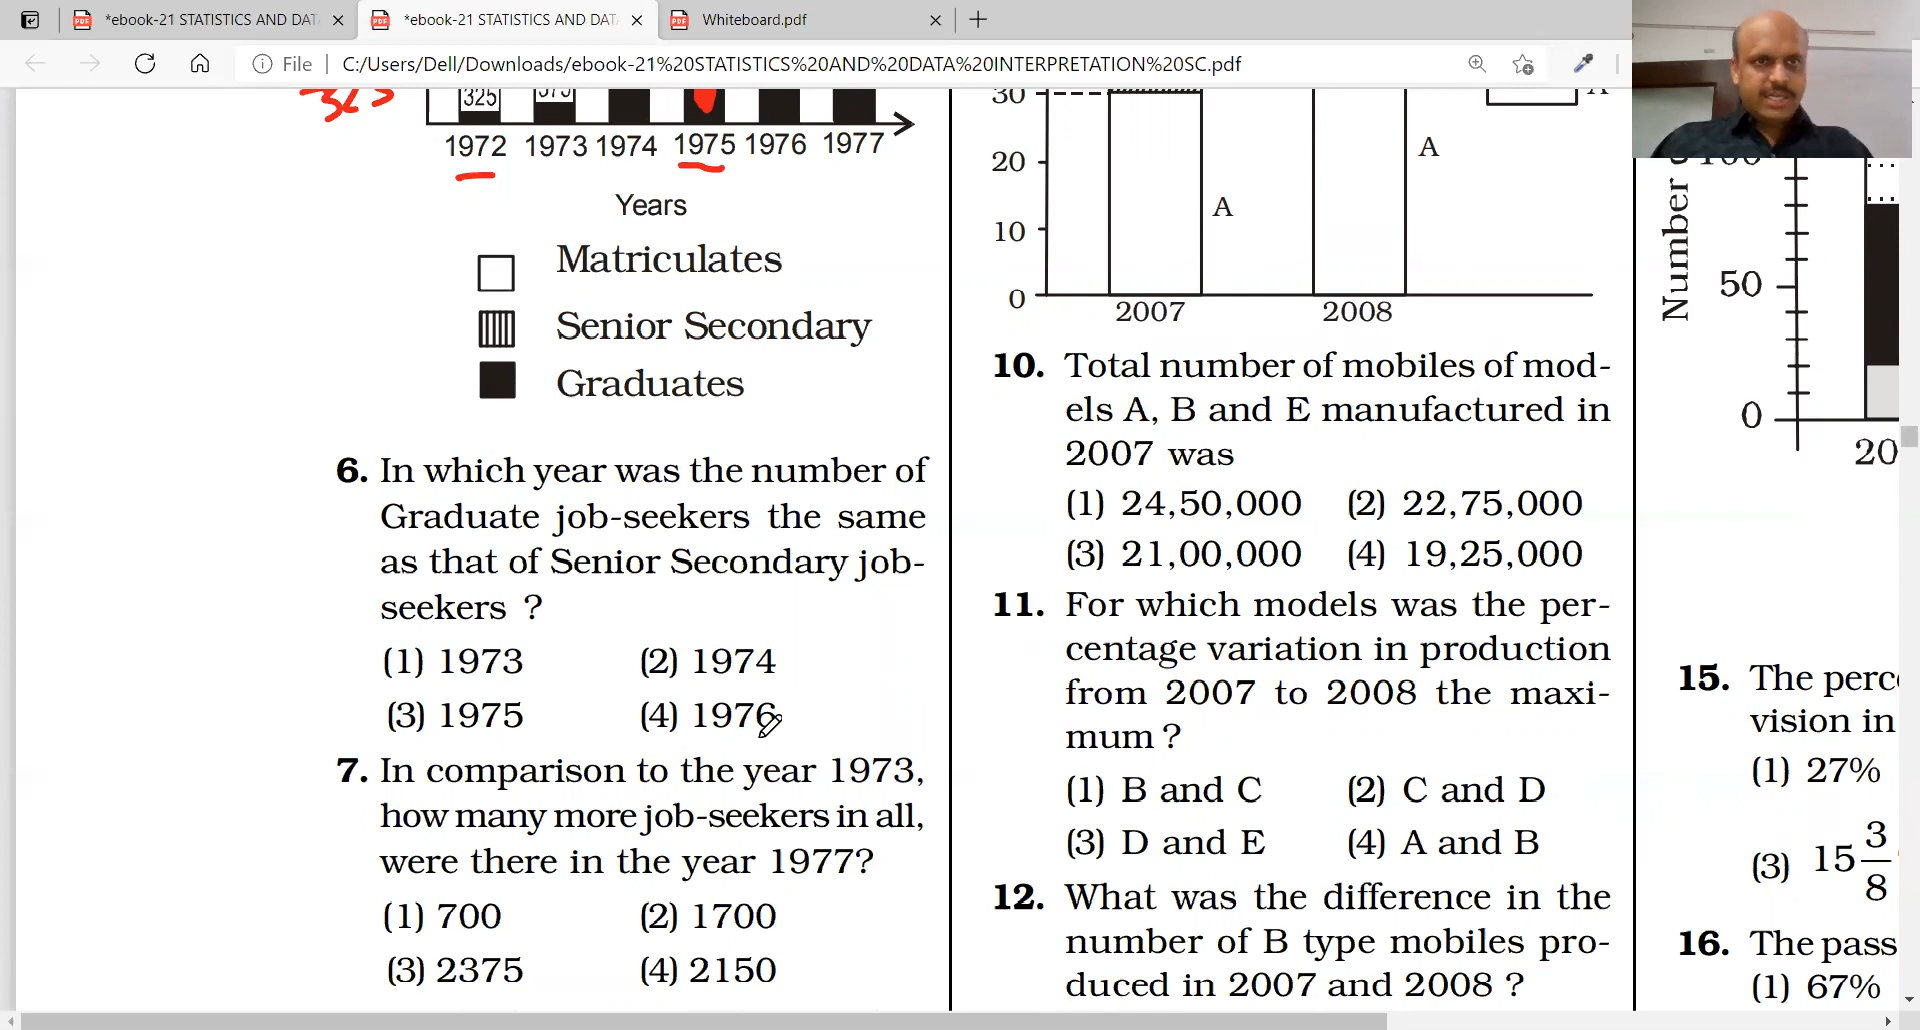 *ebook-21 STATISTICS AND DAT
*ebook-21 STATISTICS AND DAT
Whiteboard.pdf
File
C:/Users/Dell/Downloads/ebook-21%20STATISTICS%20AND%20DATA%20INTERPRETATION%20SC.pdf
325
1972 1973 1974 1975 1976 1977
Years
Matriculates
Senior Secondary
Graduates
6. In which year was the number of
Graduate job-seekers the same
as that of Senior Secondary job-
seekers ?
(1) 1973 (2) 1974
(3) 1975 (4) 1976
7. In comparison to the year 1973,
how many more job-seekers in all,
were there in the year 1977?
(1) 700 (2) 1700
(3) 2375 (4) 2150
30
20
10
0
A
A
2007 2008
10. Total number of mobiles of mod-
els A, B and E manufactured in
2007 was
(1) 24,50,000 (2) 22,75,000
(3) 21,00,000 (4) 19,25,000
11. For which models was the per-
centage variation in production
from 2007 to 2008 the maxi-
mum ?
(1) B and C (2) C and D
(3) D and E (4) A and B
12. What was the difference in the
number of B type mobiles pro-
duced in 2007 and 2008 ?
Number
50
0
20
15. The perc
vision in
(1) 27%
(3) 15 3/8
16. The pass
(1) 67%